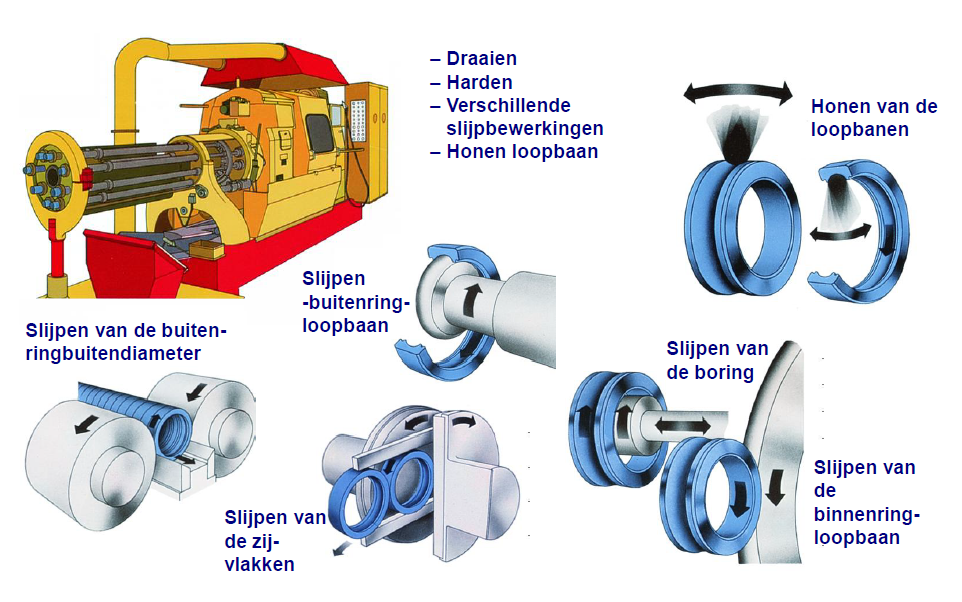 – Draaien
– Harden
– Verschillende
slijpbewerkingen
– Honen loopbaan
Honen van de
loopbanen
Slijpen
-buitenring-
loopbaan
Slijpen van de buiten-
ringbuitendiameter
Slijpen van
de boring
Slijpen van
de
binnenring-
loopbaan
Slijpen van
de zij-
vlakken